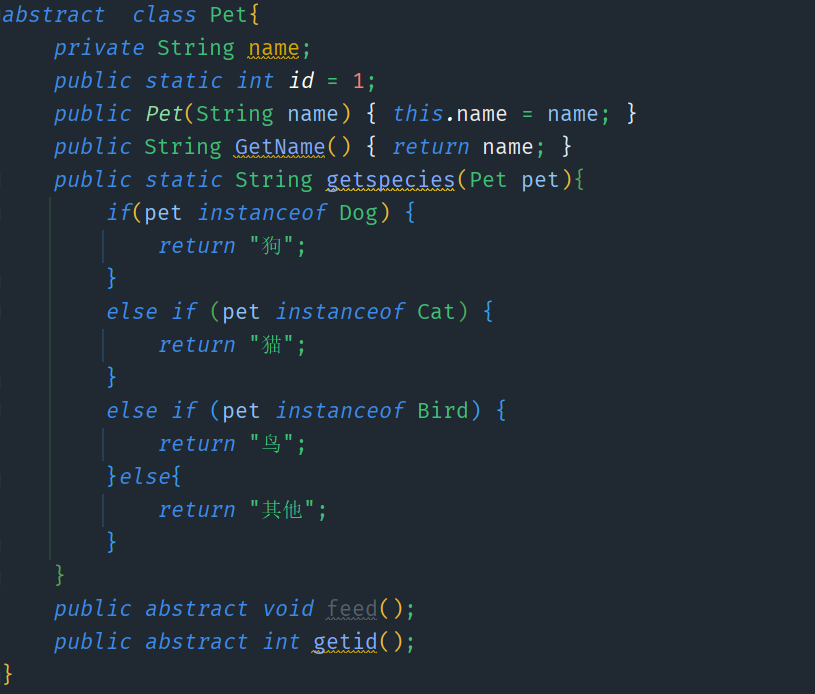 abstract  class Pet{
    private String name;
    public static int id = 1;
    public Pet(String name) { this.name = name; }
    public String GetName() { return name; }
    public static String getspecies(Pet pet){
        if(pet instanceof Dog) {
            return "狗";
        }
        else if (pet instanceof Cat) {
            return "猫";
        }
        else if (pet instanceof Bird) {
            return "鸟";
        }else{
            return "其他";
        }
    }
    public abstract void feed();
    public abstract int getid();
}